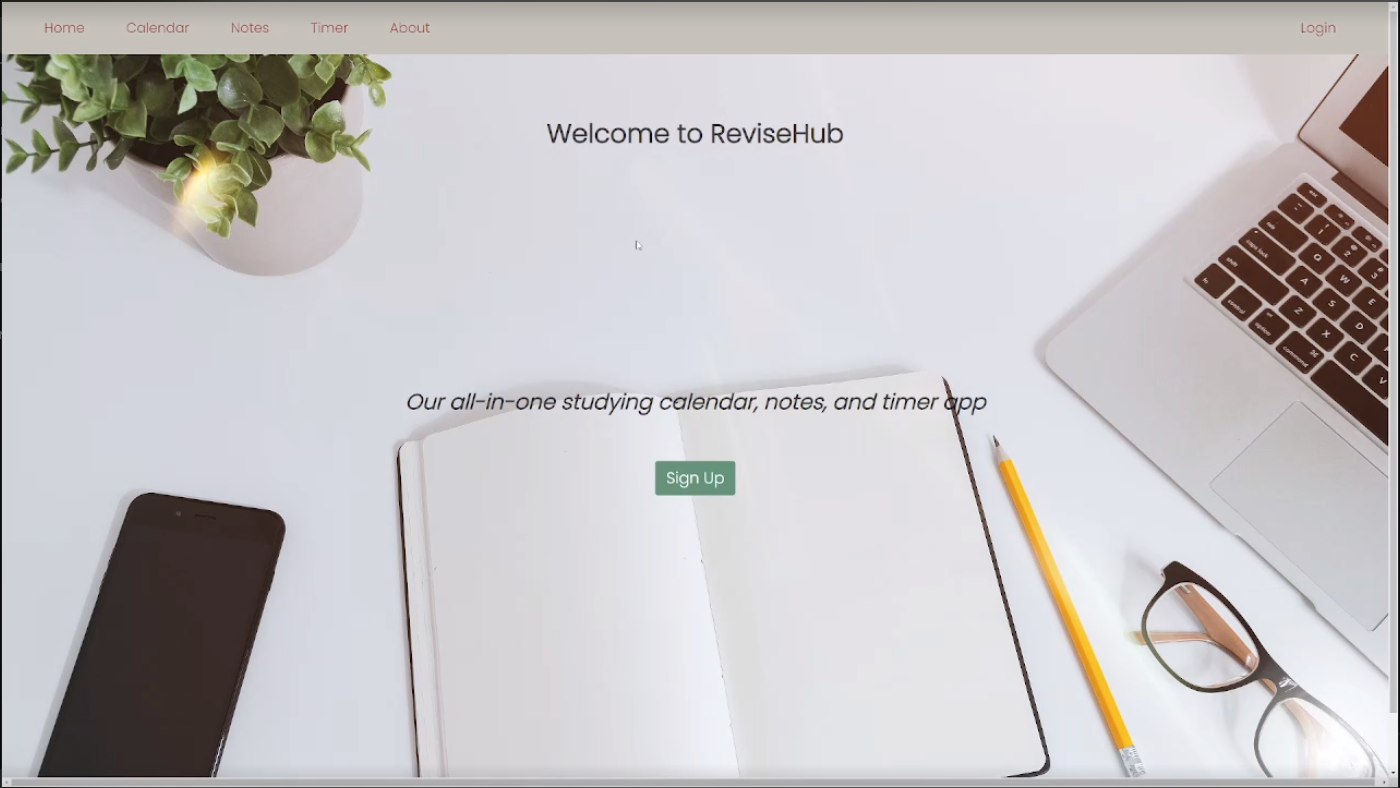 Home Calendar Notes Timer About Login
Welcome to ReviseHub
Our all-in-one studying calendar, notes, and timer app
Sign Up